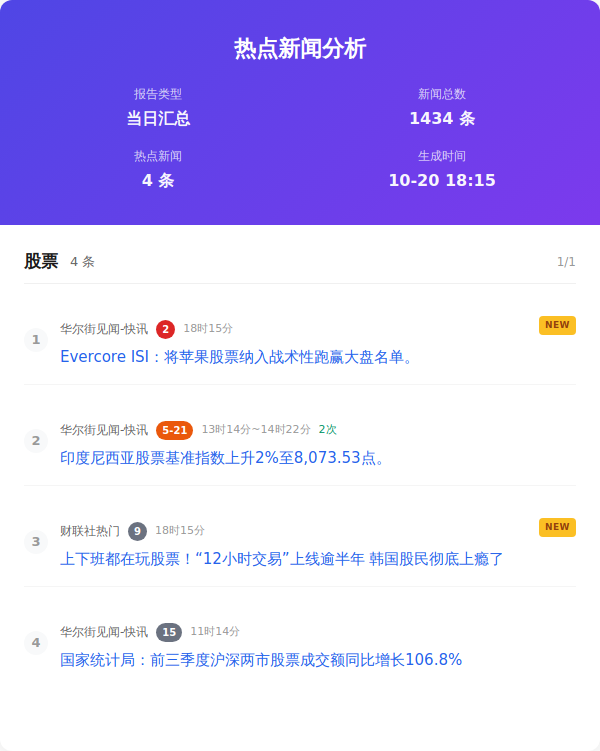 热点新闻分析
报告类型
新闻总数
当日汇总
1434 条
热点新闻
生成时间
4 条
10-20 18:15
股票 4 条 1/1
1
华尔街见闻-快讯 2 18时15分 NEW
Evercore ISI：将苹果股票纳入战术性跑赢大盘名单。
2
华尔街见闻-快讯 5-21 13时14分~14时22分 2次
印度尼西亚股票基准指数上升2%至8,073.53点。
3
财联社热门 9 18时15分 NEW
上下班都在玩股票！“12小时交易”上线逾半年 韩国股民彻底上瘾了
4
华尔街见闻-快讯 15 11时14分
国家统计局：前三季度沪深两市股票成交额同比增长106.8%